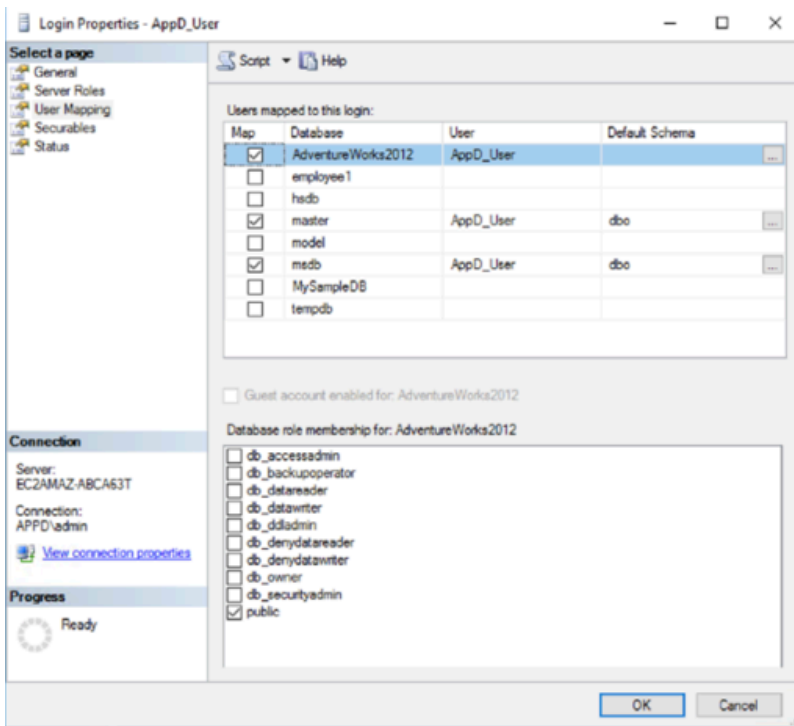 Login Properties - AppD_User
Select a page
General
Server Roles
User Mapping
Securables
Status
Script Help
Users mapped to this login:
Map Database User Default Schema
AdventureWorks2012 AppD_User ...
employee1
hsdb
master AppD_User dbo ...
model
msdb AppD_User dbo ...
MySampleDB
tempdb
Guest account enabled for: AdventureWorks2012
Database role membership for: AdventureWorks2012
db_accessadmin
db_backupoperator
db_datareader
db_datawriter
db_ddladmin
db_denydatareader
db_denydatawriter
db_owner
db_securityadmin
public
Connection
Server:
EC2AMAZ-ABCA63T
Connection:
APPD\admin
View connection properties
Progress
Ready
OK Cancel